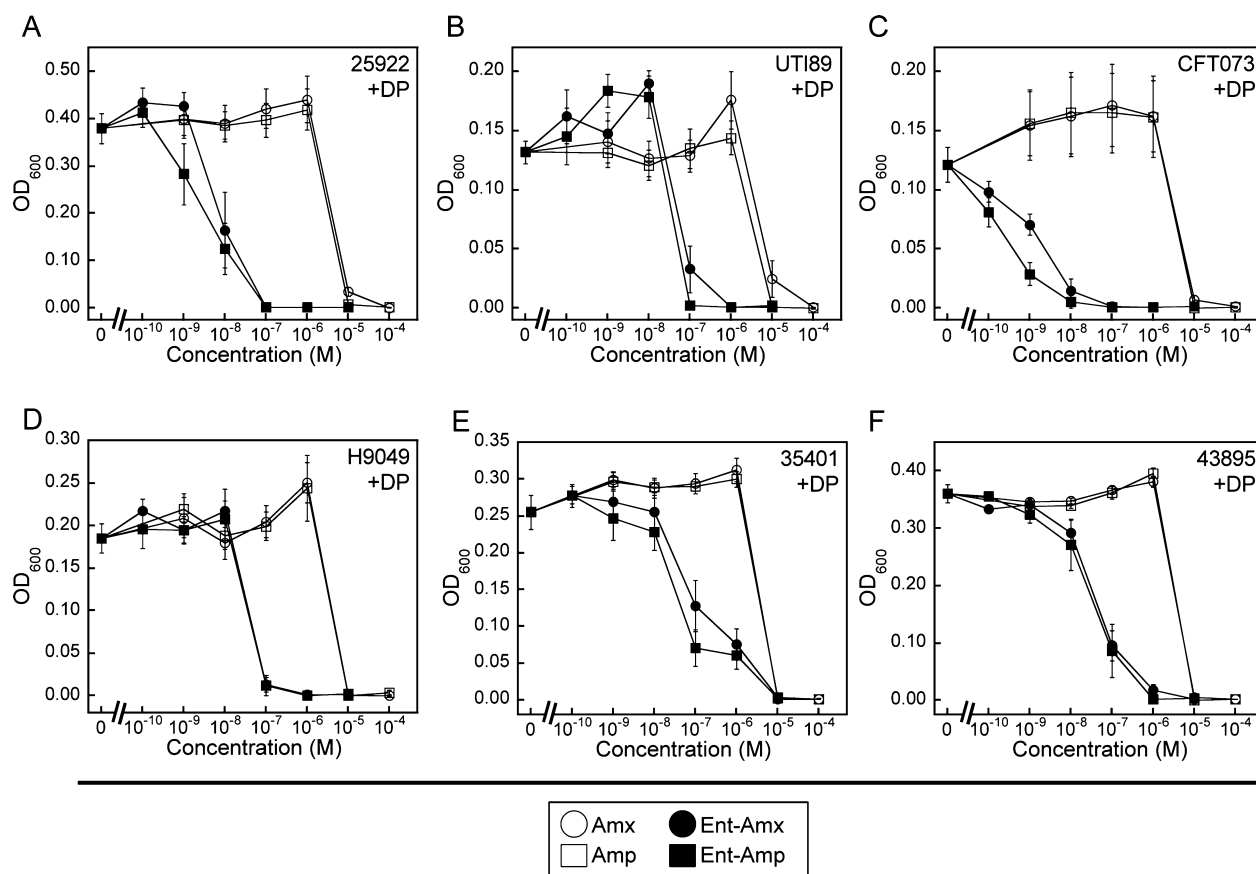 A
25922
+DP
OD600
0.50
0.40
0.30
0.20
0.10
0.00
0 10-10 10-9 10-8 10-7 10-6 10-5 10-4
Concentration (M)
B
UTI89
+DP
OD600
0.20
0.15
0.10
0.05
0.00
0 10-10 10-9 10-8 10-7 10-6 10-5 10-4
Concentration (M)
C
CFT073
+DP
OD600
0.20
0.15
0.10
0.05
0.00
0 10-10 10-9 10-8 10-7 10-6 10-5 10-4
Concentration (M)
D
H9049
+DP
OD600
0.30
0.25
0.20
0.15
0.10
0.05
0.00
0 10-10 10-9 10-8 10-7 10-6 10-5 10-4
Concentration (M)
E
35401
+DP
OD600
0.35
0.30
0.25
0.20
0.15
0.10
0.05
0.00
0 10-10 10-9 10-8 10-7 10-6 10-5 10-4
Concentration (M)
F
43895
+DP
OD600
0.40
0.30
0.20
0.10
0.00
0 10-10 10-9 10-8 10-7 10-6 10-5 10-4
Concentration (M)
Amx Ent-Amx
Amp Ent-Amp